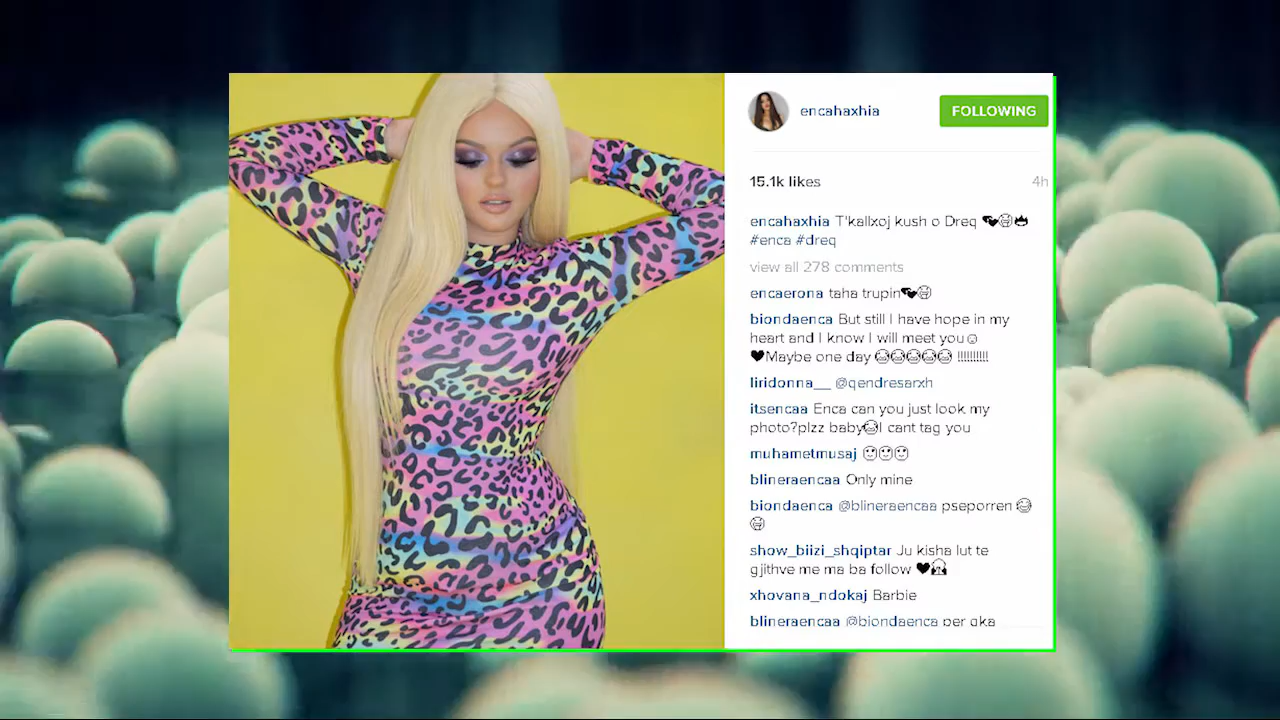 encahaxhia
FOLLOWING
15.1k likes
4h
encahaxhia T'kallxoj kush o Dreq
#enca #dreq
view all 278 comments
encaerona taha trupin
biondaenca But still I have hope in my
heart and I know I will meet you☺
♥Maybe one day 😂😂😂😂😂 !!!!!!!!!!
liridonna__ @qendresarxh
itsencaa Enca can you just look my
photo?plzz baby😂I cant tag you
muhametmusaj
blineraencaa Only mine
biondaenca @blineraencaa pseporren
show_biizi_shqiptar Ju kisha lut te
gjithve me ma ba follow ♥
xhovana_ndokaj Barbie
blineraencaa @biondaenca per qka